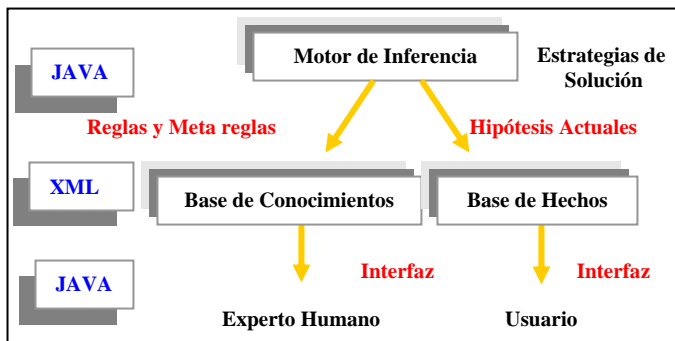 JAVA
Motor de Inferencia
Estrategias de
Solución
Reglas y Meta reglas
Hipótesis Actuales
XML
Base de Conocimientos
Base de Hechos
JAVA
Interfaz
Interfaz
Experto Humano
Usuario